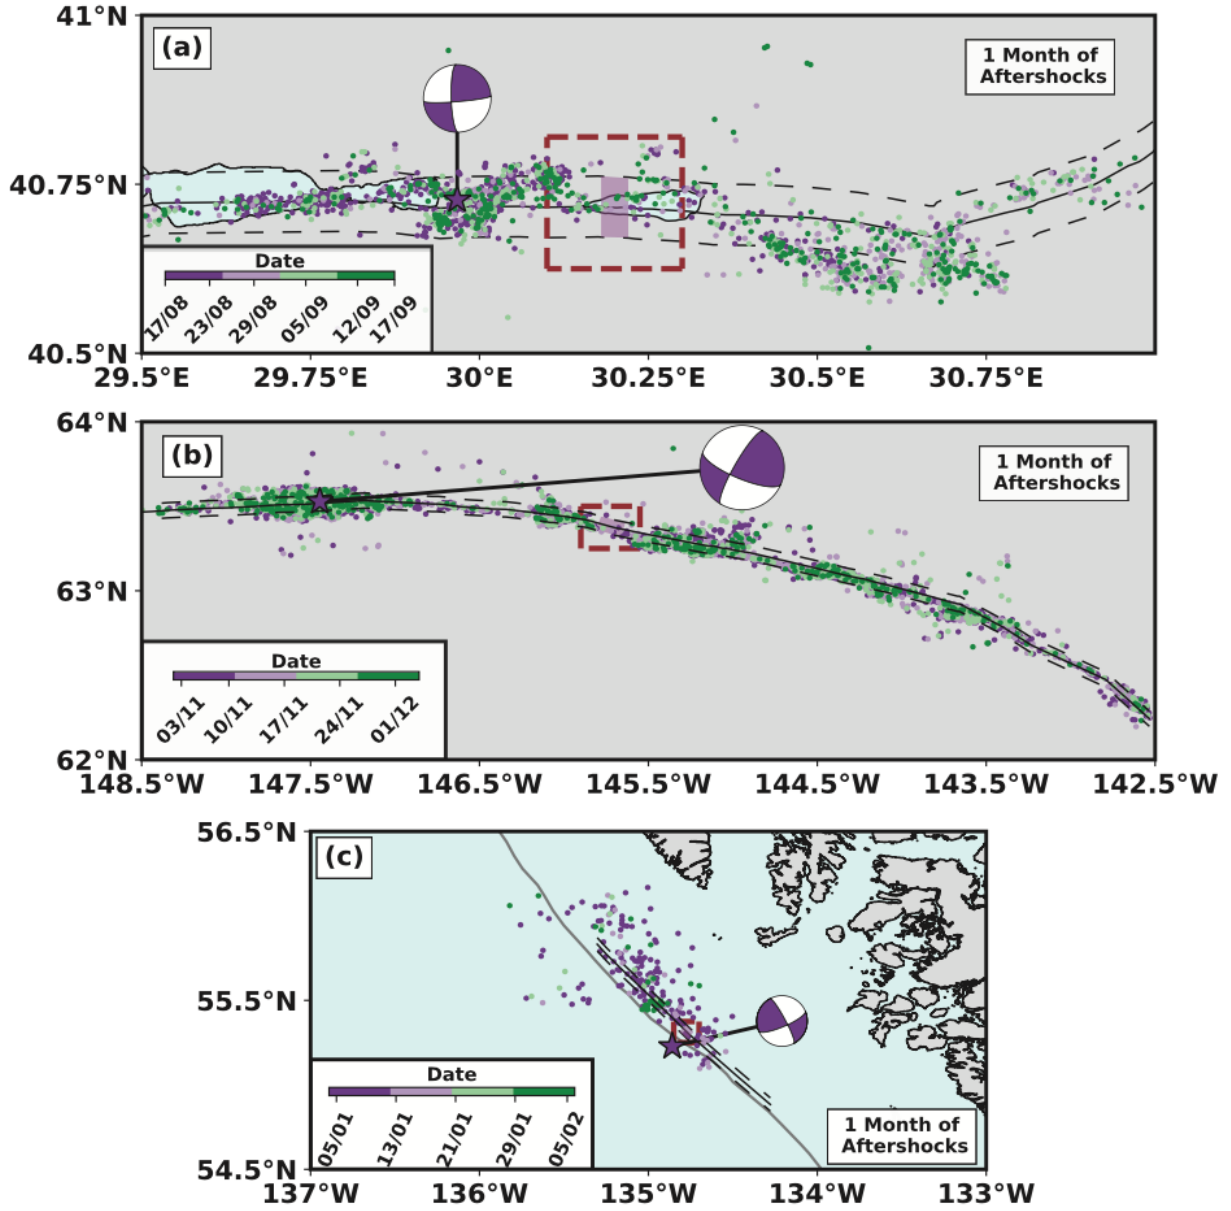 41°N
(a)
1 Month of
Aftershocks
40.75°N
Date
17/08
23/08
29/08
05/09
12/09
17/09
40.5°N
29.5°E
29.75°E
30°E
30.25°E
30.5°E
30.75°E
64°N
(b)
1 Month of
Aftershocks
63°N
Date
03/11
10/11
17/11
24/11
01/12
62°N
148.5°W
147.5°W
146.5°W
145.5°W
144.5°W
143.5°W
142.5°W
56.5°N
(c)
55.5°N
Date
05/01
13/01
21/01
29/01
05/02
1 Month of
Aftershocks
54.5°N
137°W
136°W
135°W
134°W
133°W